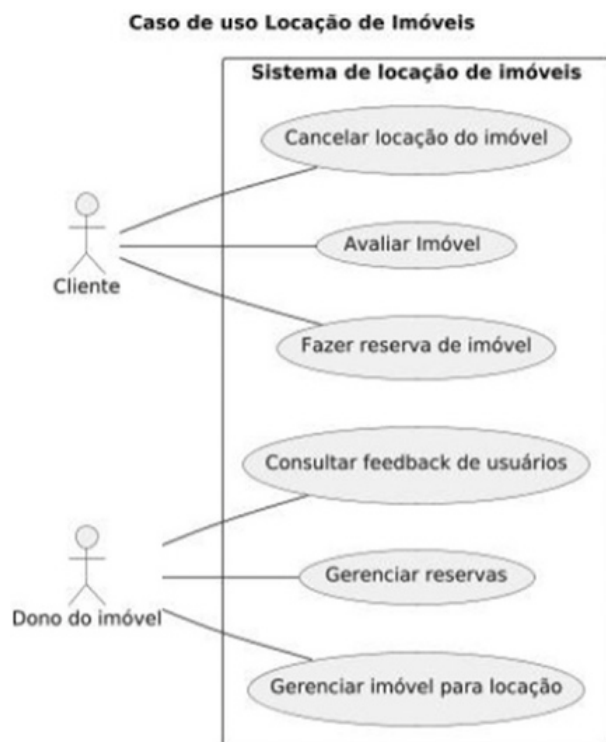 Caso de uso Locação de Imóveis
Sistema de locação de imóveis
Cancelar locação do imóvel
Avaliar Imóvel
Cliente
Fazer reserva de imóvel
Consultar feedback de usuários
Gerenciar reservas
Dono do imóvel
Gerenciar imóvel para locação